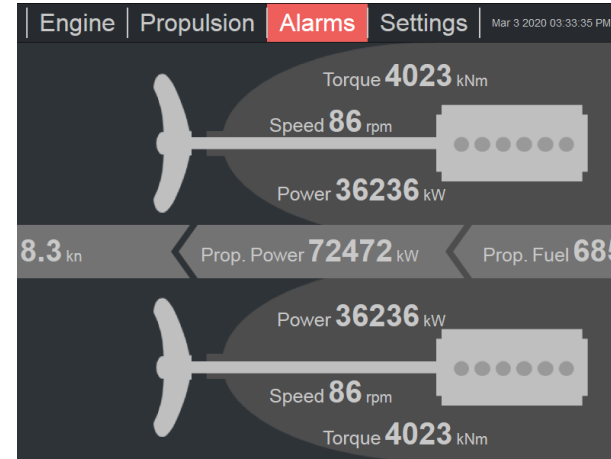 Engine Propulsion Alarms Settings Mar 3 2020 03:33:35 PM
Torque 4023 kNm
Speed 86 rpm
Power 36236 kW
8.3 kn Prop. Power 72472 kW Prop. Fuel 685
Power 36236 kW
Speed 86 rpm
Torque 4023 kNm